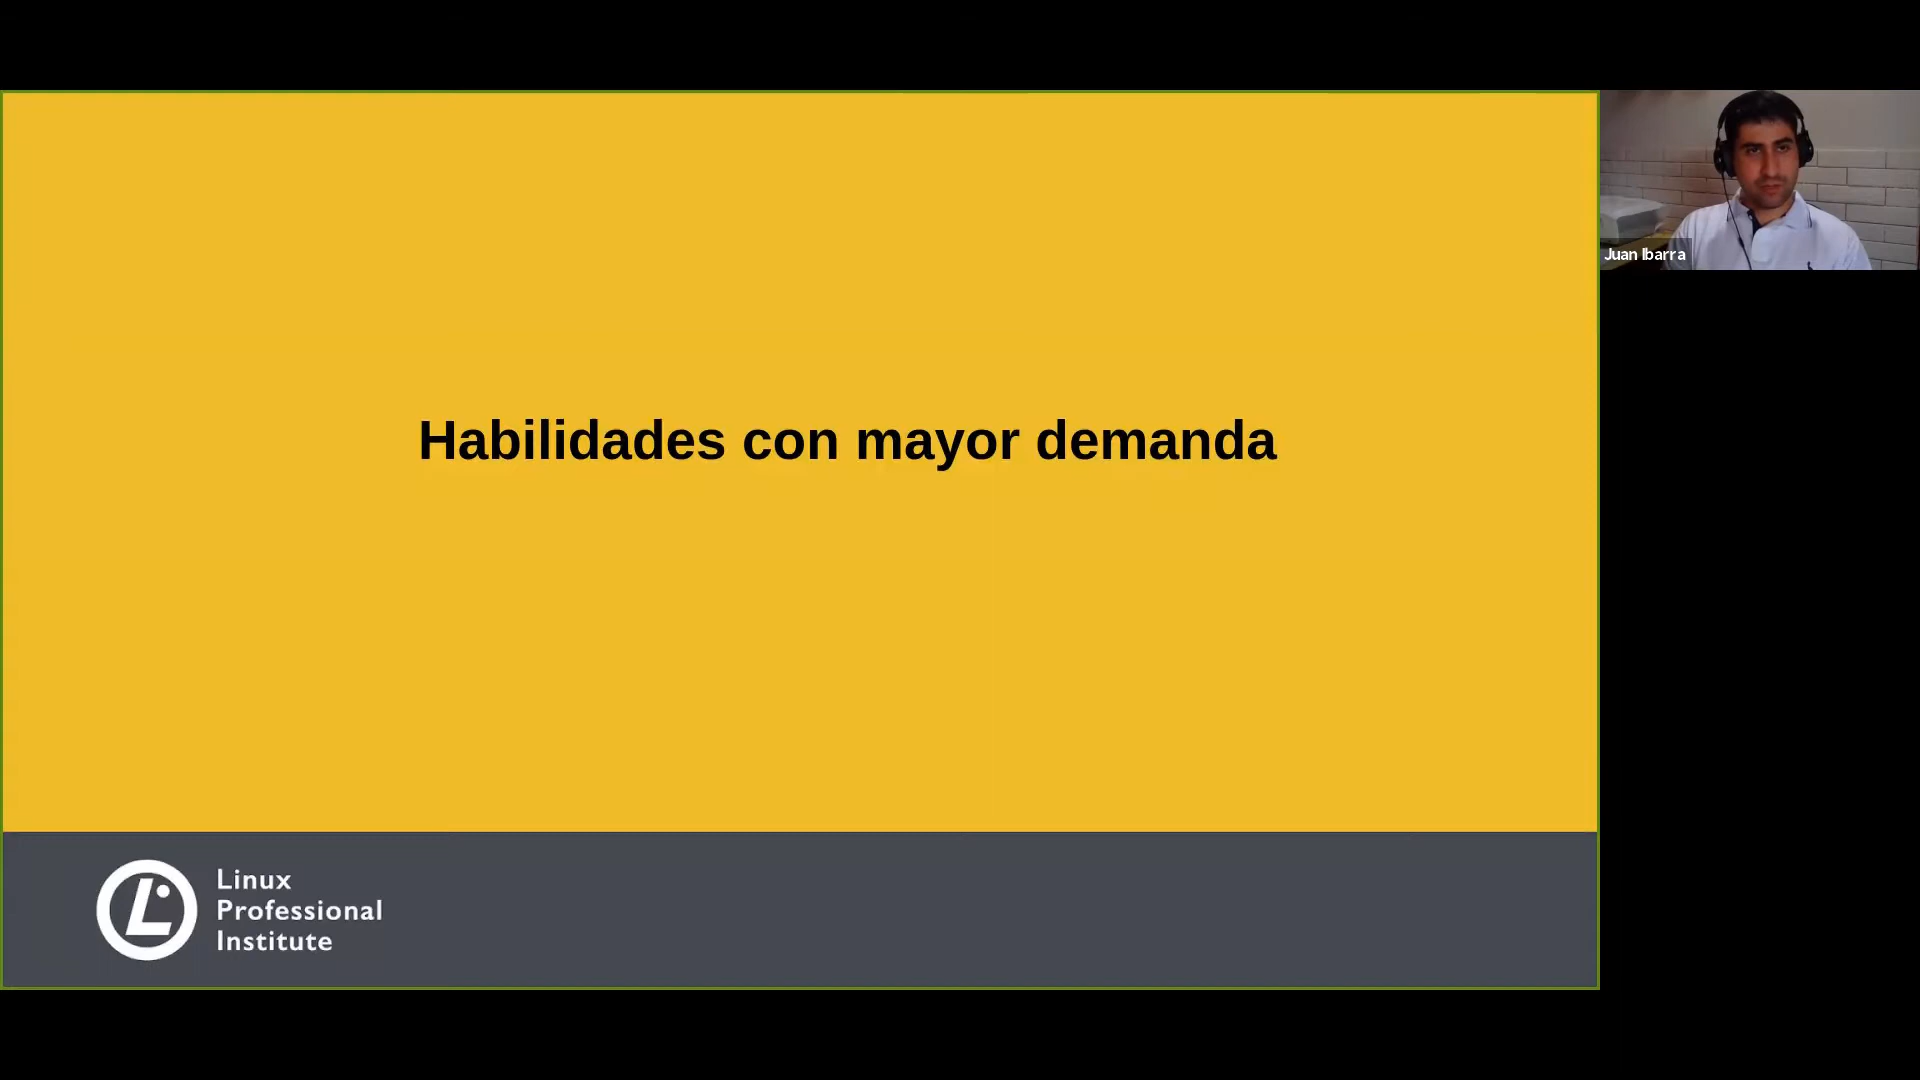 Habilidades con mayor demanda
Juan Ibarra
Linux
Professional
Institute